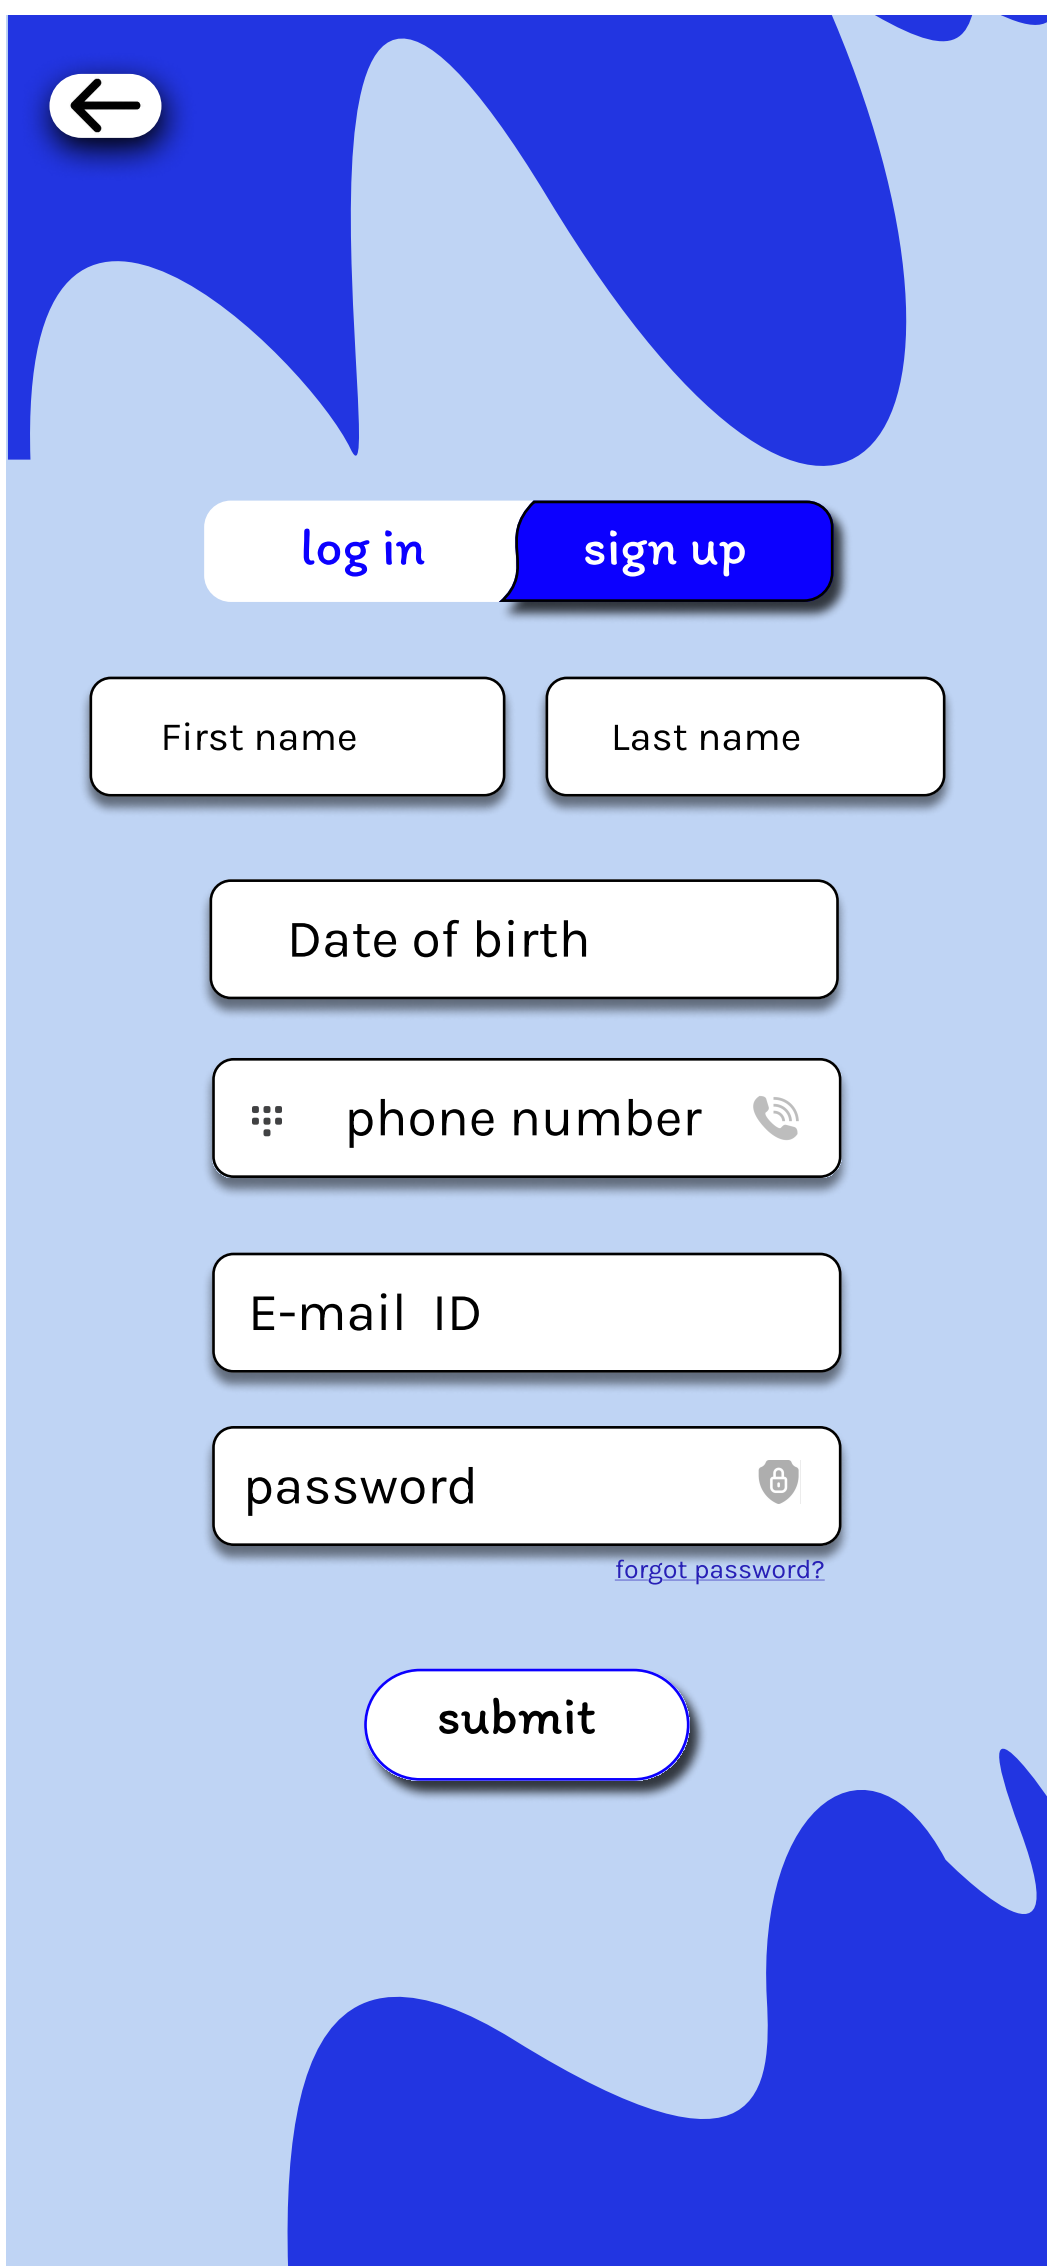 log in
sign up
First name
Last name
Date of birth
phone number
E-mail ID
password
forgot password?
submit